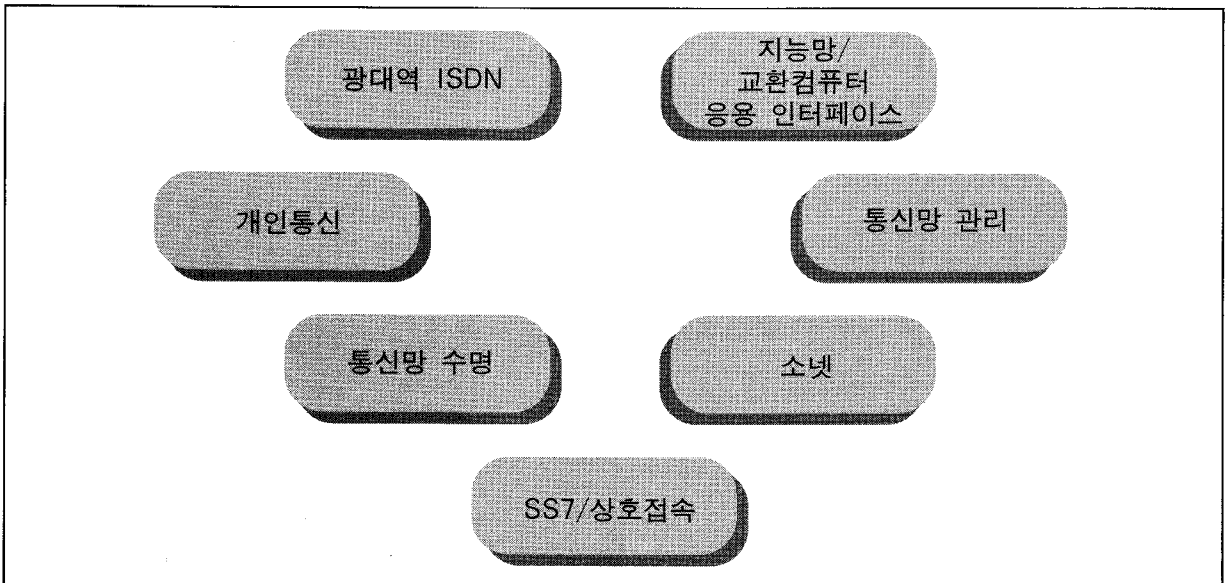 광대역 ISDN
지능망/
교환컴퓨터
응용 인터페이스
개인통신
통신망 관리
통신망 수명
소넷
SS7/상호접속